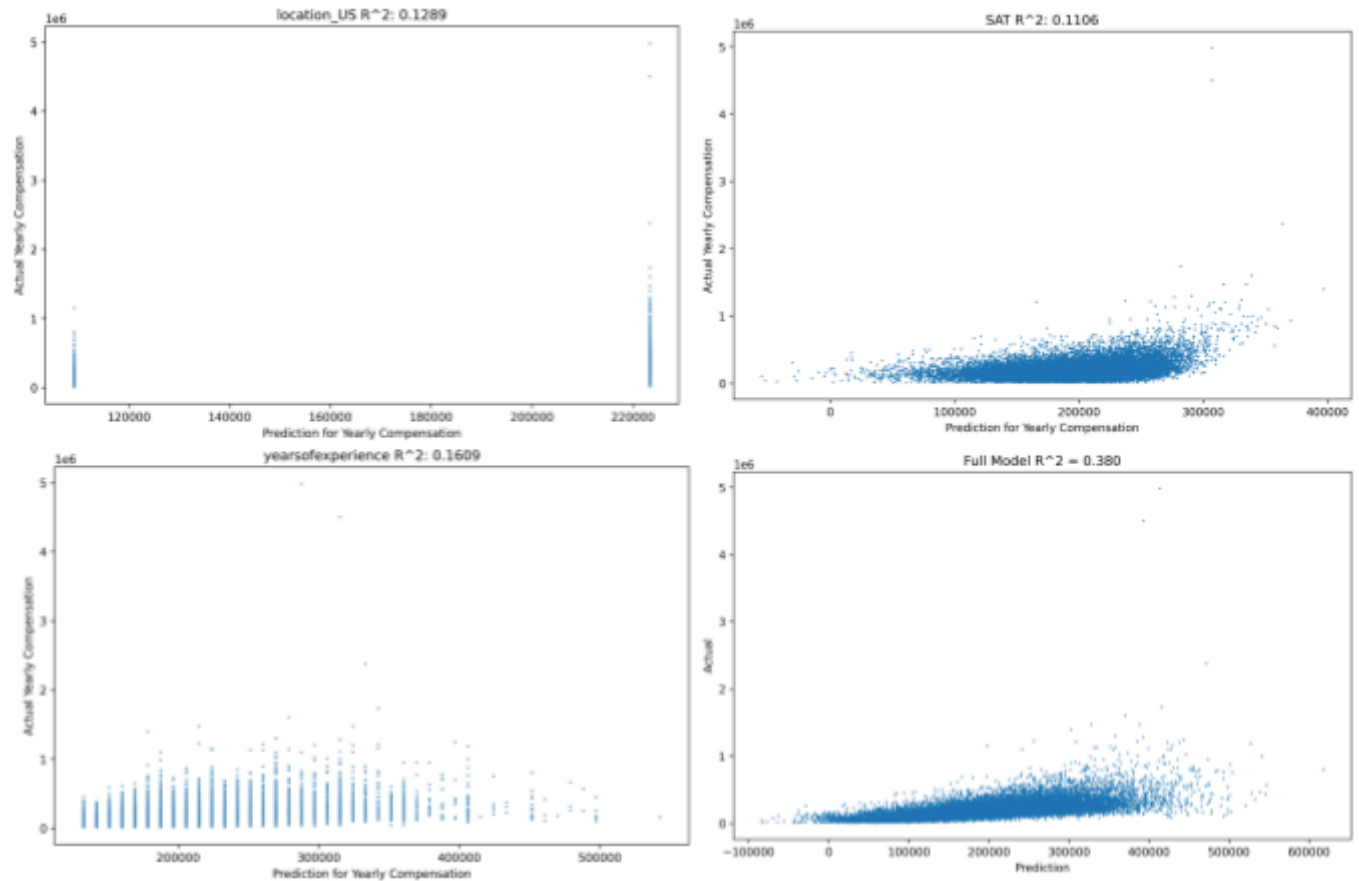 location_US R^2: 0.1289
1e6
5
4
3
2
1
0
Actual Yearly Compensation
120000 140000 160000 180000 200000 220000
Prediction for Yearly Compensation
SAT R^2: 0.1106
1e6
5
4
3
2
1
0
Actual Yearly Compensation
0 100000 200000 300000 400000
Prediction for Yearly Compensation
yearsofexperience R^2: 0.1609
1e6
5
4
3
2
1
0
Actual Yearly Compensation
200000 300000 400000 500000
Prediction for Yearly Compensation
Full Model R^2 = 0.380
1e6
5
4
3
2
1
0
Actual
−100000 0 100000 200000 300000 400000 500000 600000
Prediction